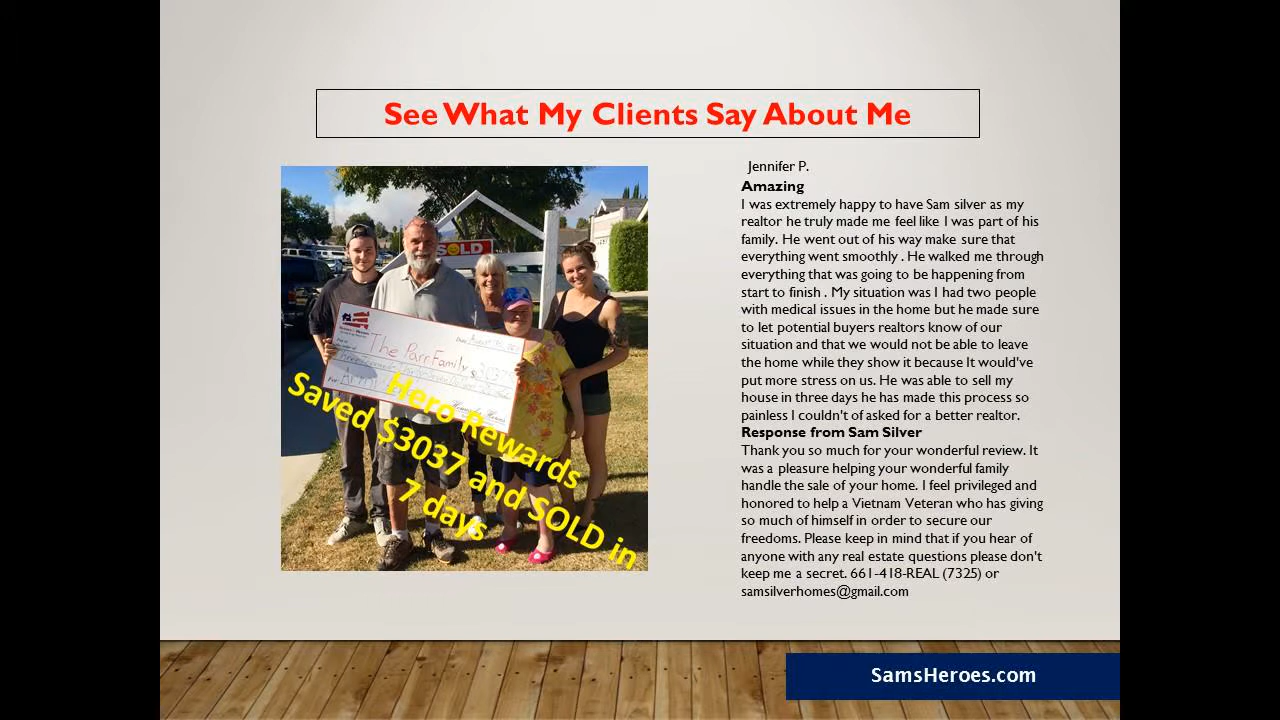 See What My Clients Say About Me
SOLD
The Parr Family
Hero Rewards
Saved $3037 and SOLD in
7 days
Jennifer P.
Amazing
I was extremely happy to have Sam silver as my
realtor he truly made me feel like I was part of his
family. He went out of his way make sure that
everything went smoothly . He walked me through
everything that was going to be happening from
start to finish . My situation was I had two people
with medical issues in the home but he made sure
to let potential buyers realtors know of our
situation and that we would not be able to leave
the home while they show it because It would've
put more stress on us. He was able to sell my
house in three days he has made this process so
painless I couldn't of asked for a better realtor.
Response from Sam Silver
Thank you so much for your wonderful review. It
was a pleasure helping your wonderful family
handle the sale of your home. I feel privileged and
honored to help a Vietnam Veteran who has giving
so much of himself in order to secure our
freedoms. Please keep in mind that if you hear of
anyone with any real estate questions please don't
keep me a secret. 661-418-REAL (7325) or
samsilverhomes@gmail.com
SamsHeroes.com